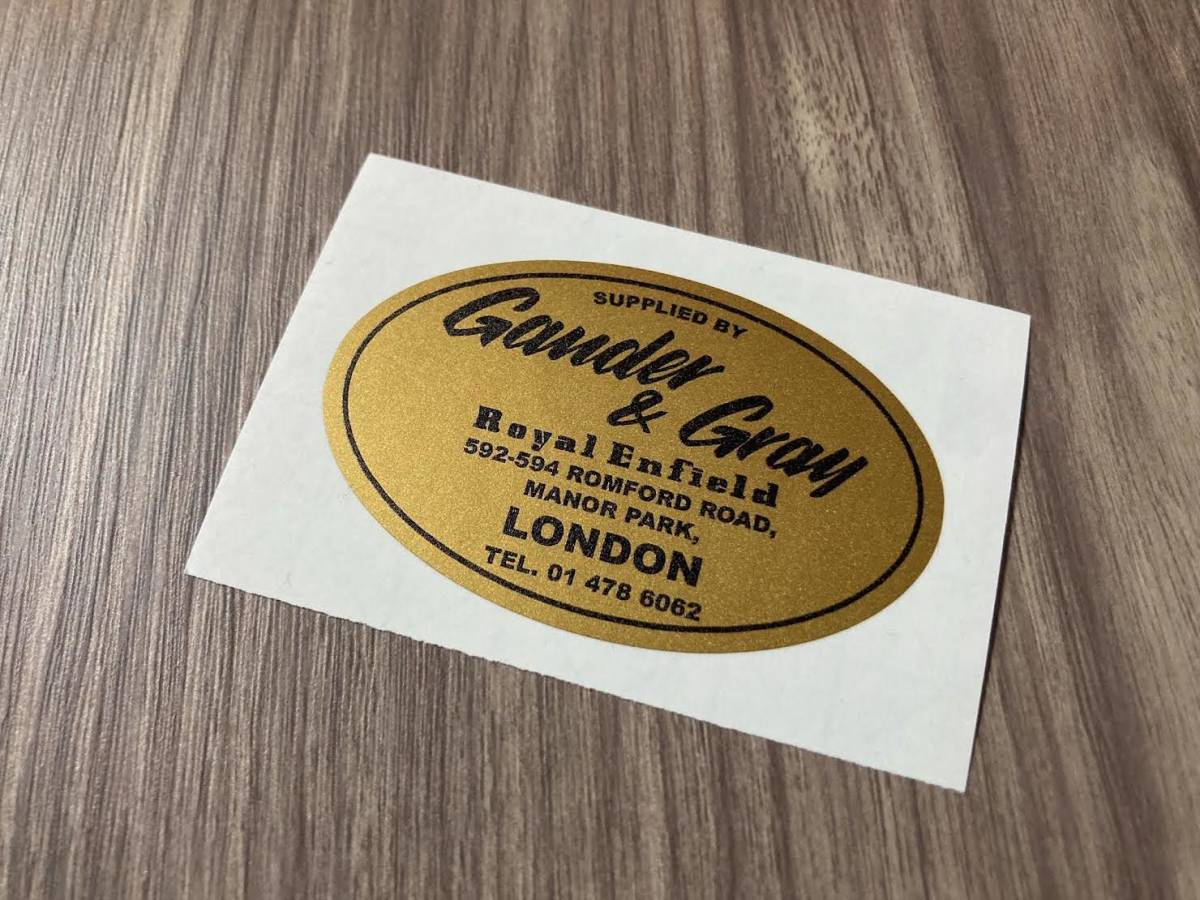 SUPPLIED BY
Gander
& Gray
Royal Enfield
592-594 ROMFORD ROAD,
MANOR PARK,
LONDON
TEL. 01 478 6062